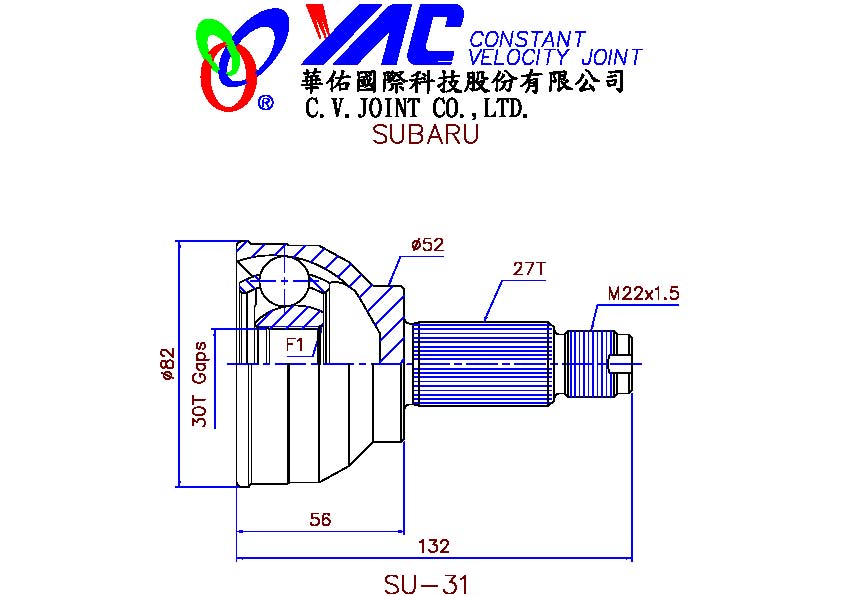 YAC CONSTANT
VELOCITY JOINT
®
華佑國際科技股份有限公司
C.V.JOINT CO.,LTD.
SUBARU
ø52
27T
M22x1.5
F1
ø82
30T Gaps
56
132
SU-31